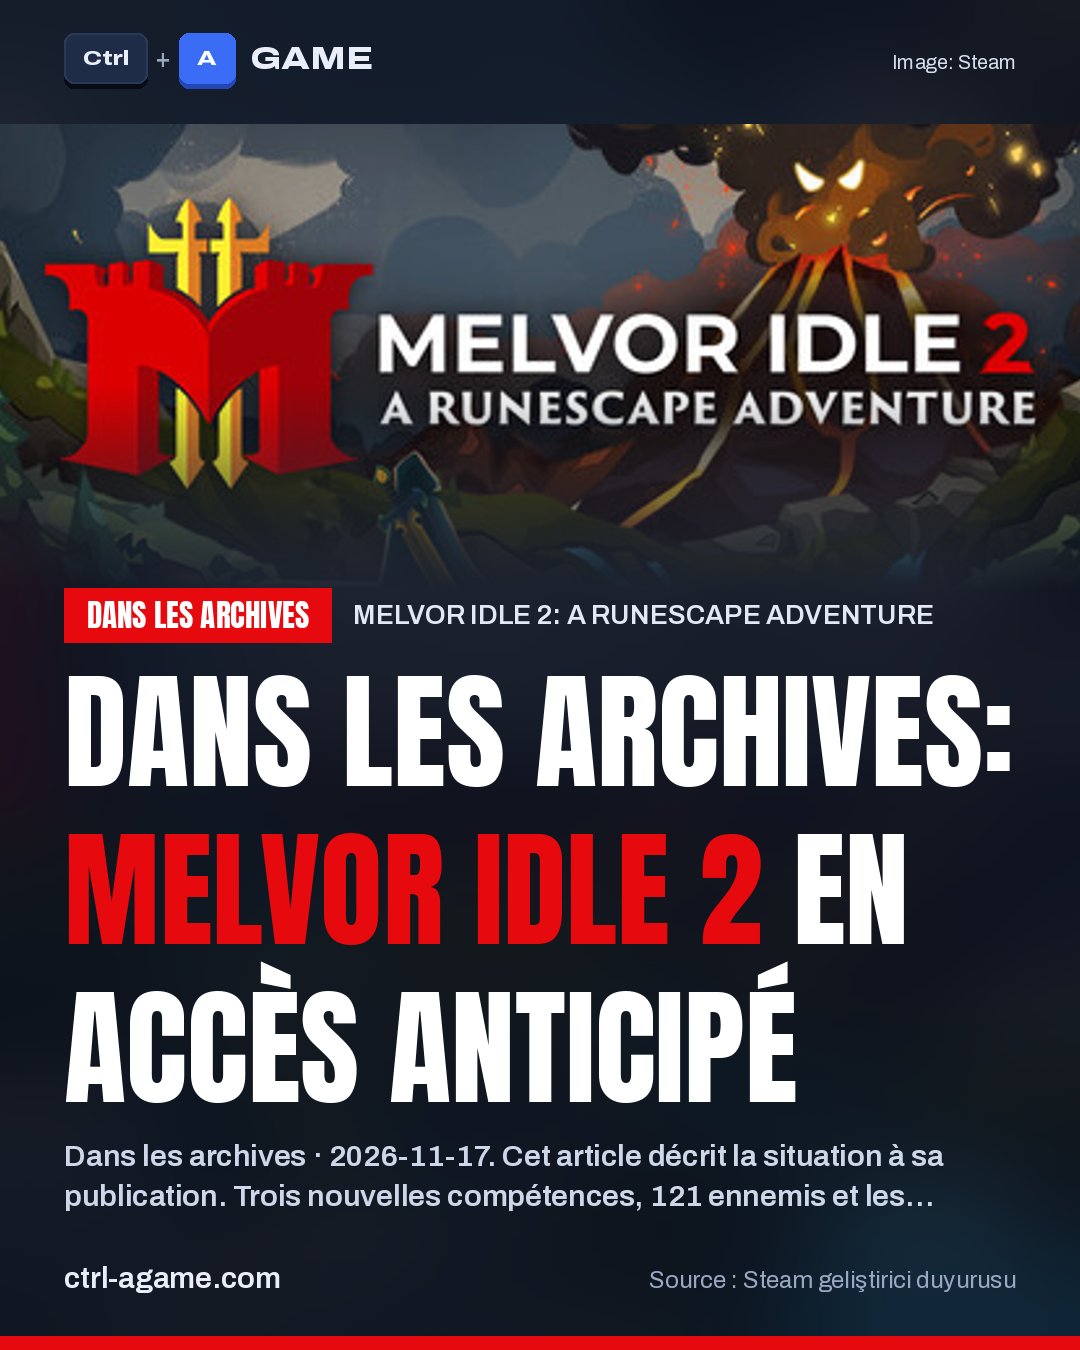 Ctrl + A GAME
Image: Steam
MELVOR IDLE 2
A RUNESCAPE ADVENTURE
DANS LES ARCHIVES
MELVOR IDLE 2: A RUNESCAPE ADVENTURE
DANS LES ARCHIVES:
MELVOR IDLE 2 EN
ACCÈS ANTICIPÉ
Dans les archives · 2026-11-17. Cet article décrit la situation à sa
publication. Trois nouvelles compétences, 121 ennemis et les…
ctrl-agame.com
Source : Steam geliştirici duyurusu